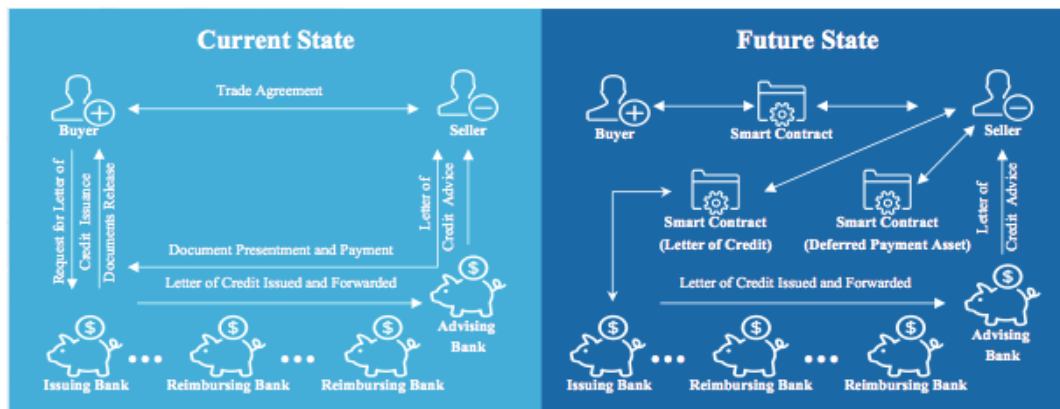 Current State
Trade Agreement
Buyer
Seller
Request for Letter of
Credit Issuance
Documents Release
Letter of
Credit Advice
Document Presentment and Payment
Letter of Credit Issued and Forwarded
$
Advising
Bank
$
$
$
Issuing Bank
Reimbursing Bank
Reimbursing Bank
Future State
Buyer
Smart Contract
Seller
Smart Contract
(Letter of Credit)
Smart Contract
(Deferred Payment Asset)
Letter of
Credit Advice
Letter of Credit Issued and Forwarded
$
Advising
Bank
$
$
$
Issuing Bank
Reimbursing Bank
Reimbursing Bank